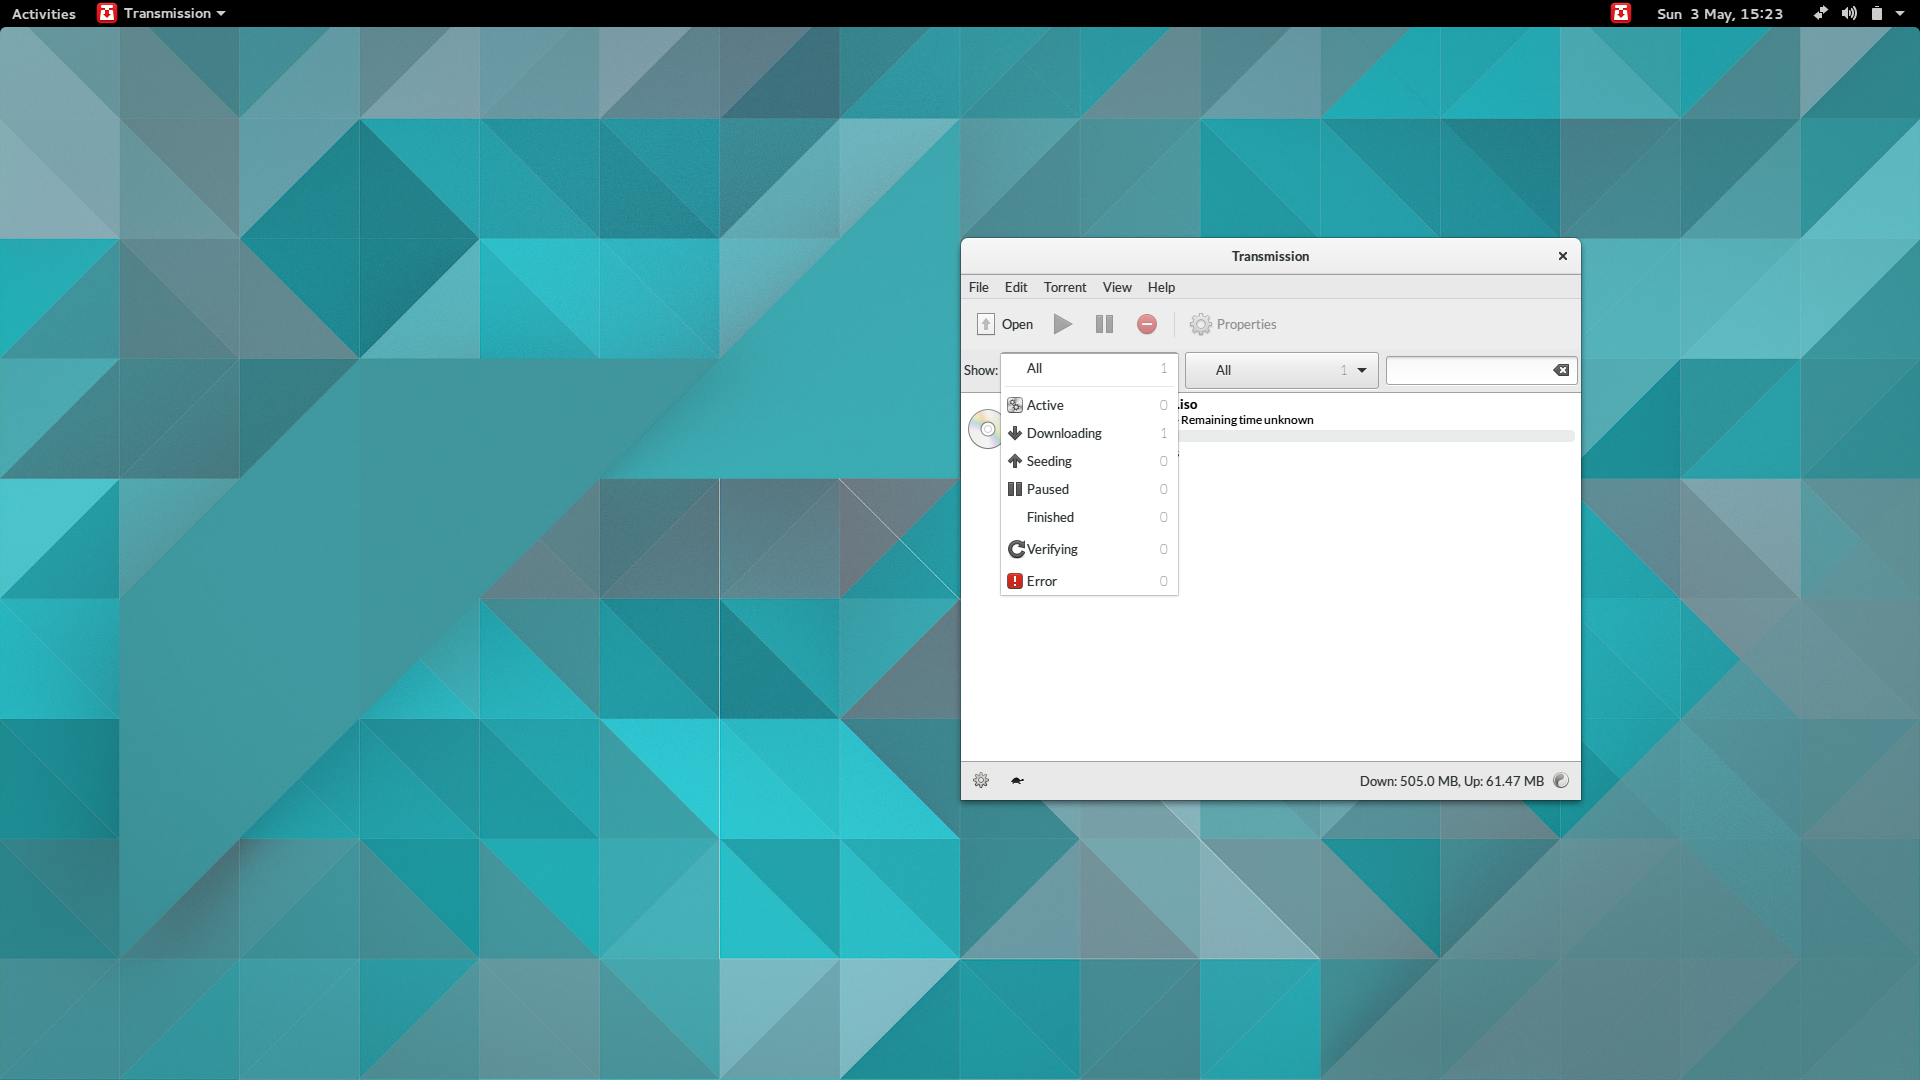 Activities Transmission Sun 3 May, 15:23
Transmission
File Edit Torrent View Help
Open Properties
Show: All 1 All 1
Active 0
Downloading 1
Seeding 0
Paused 0
Finished 0
Verifying 0
Error 0
.iso
Remaining time unknown
Down: 505.0 MB, Up: 61.47 MB